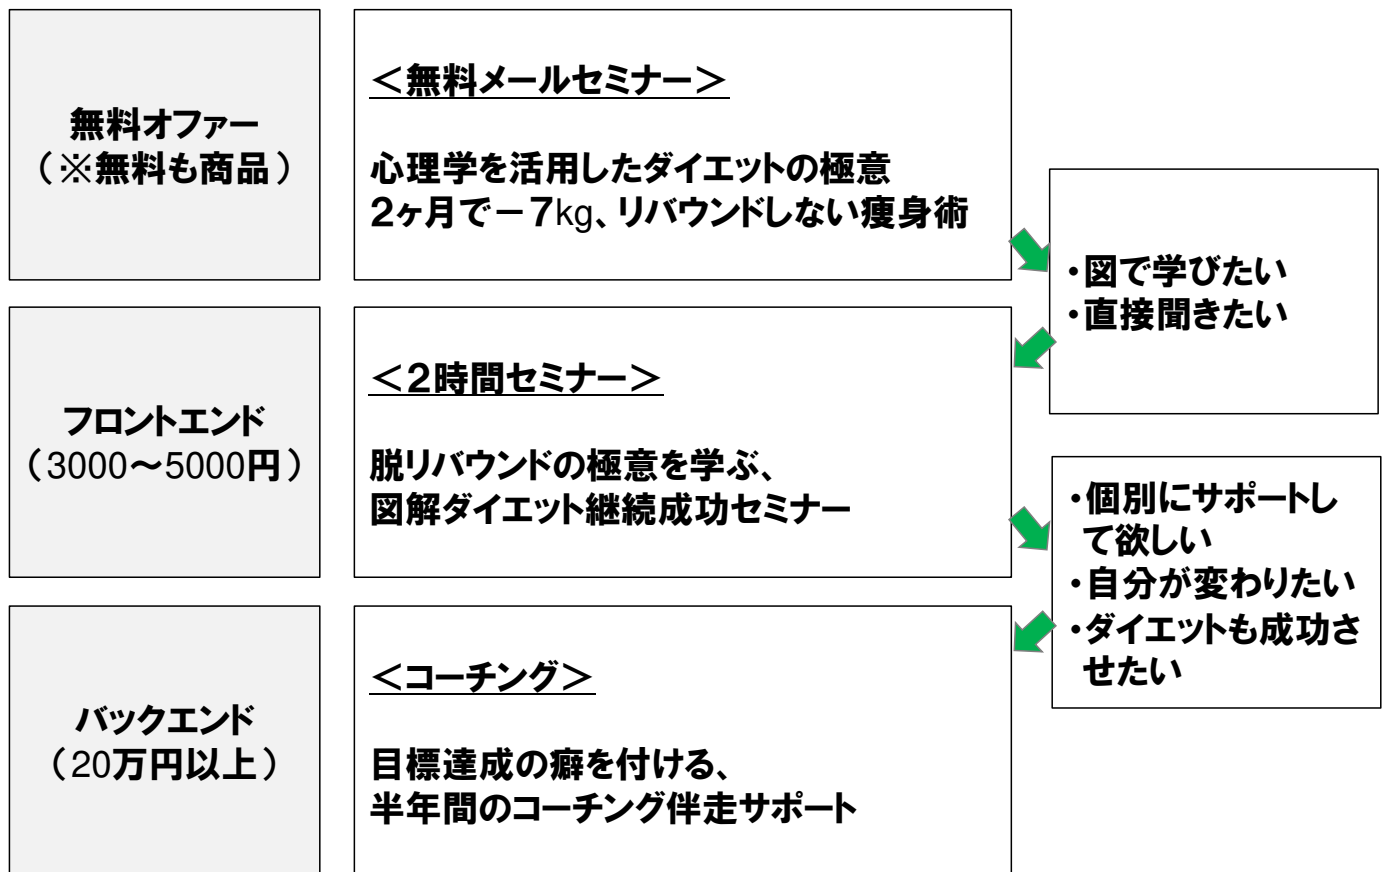 無料オファー
（※無料も商品）
＜無料メールセミナー＞
心理学を活用したダイエットの極意
２ヶ月で－７kg、リバウンドしない痩身術
・図で学びたい
・直接聞きたい
フロントエンド
（3000～5000円）
＜２時間セミナー＞
脱リバウンドの極意を学ぶ、
図解ダイエット継続成功セミナー
・個別にサポートし
て欲しい
・自分が変わりたい
・ダイエットも成功さ
せたい
バックエンド
（20万円以上）
＜コーチング＞
目標達成の癖を付ける、
半年間のコーチング伴走サポート